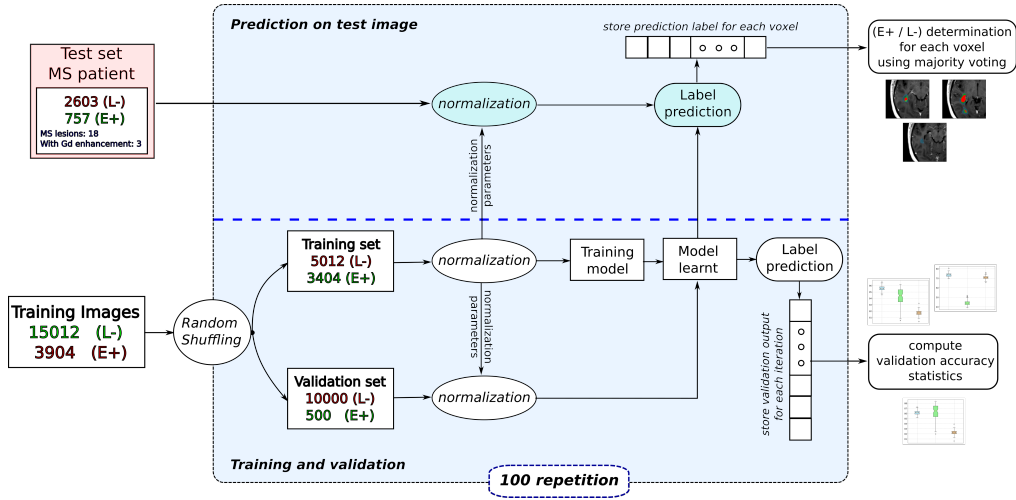 Prediction on test image
store prediction label for each voxel
(E+ / L-) determination
for each voxel
using majority voting
Test set
MS patient
2603 (L-)
757 (E+)
MS lesions: 18
With Gd enhancement: 3
normalization
Label
prediction
normalization
parameters
Training set
5012 (L-)
3404 (E+)
normalization
Training
model
Model
learnt
Label
prediction
Training Images
15012 (L-)
3904 (E+)
Random
Shuffling
normalization
parameters
store validation output
for each iteration
compute
validation accuracy
statistics
Validation set
10000 (L-)
500 (E+)
normalization
Training and validation
100 repetition